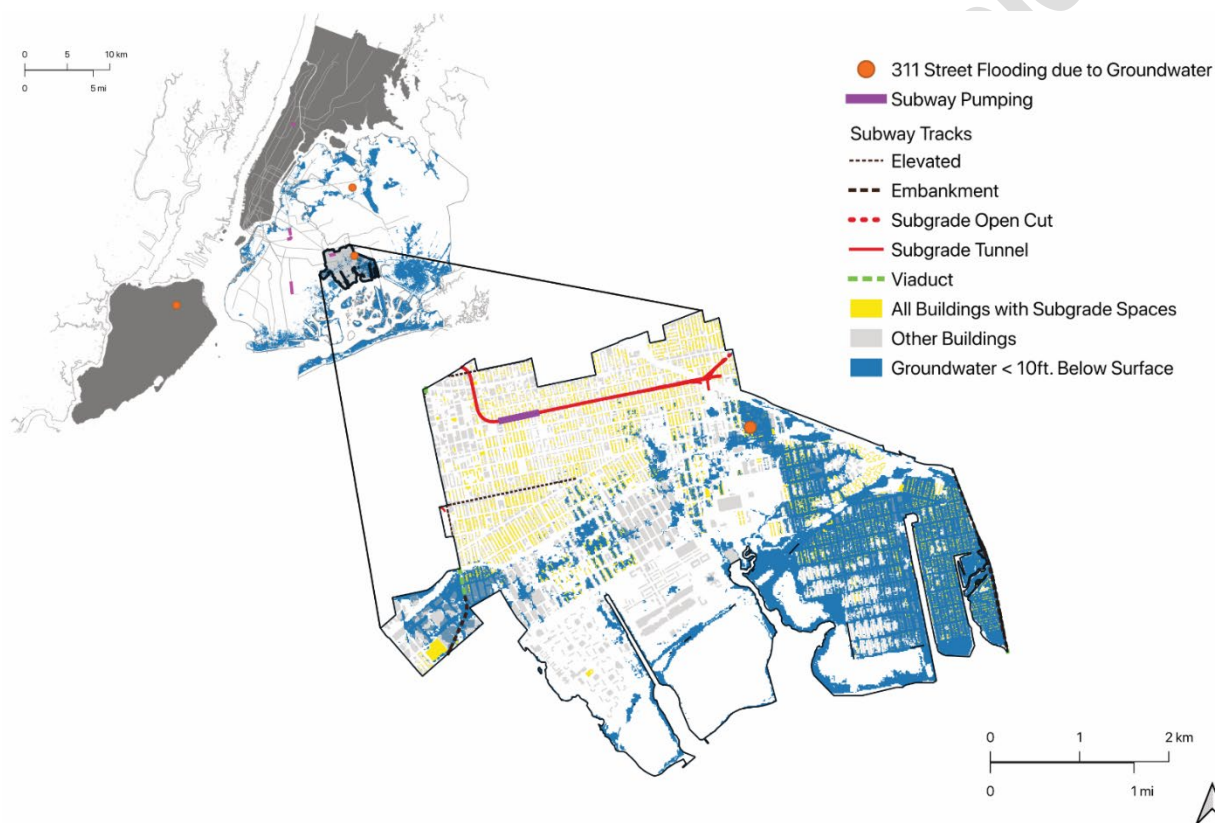 0 5 10 km
0 5 mi
311 Street Flooding due to Groundwater
Subway Pumping
Subway Tracks
Elevated
Embankment
Subgrade Open Cut
Subgrade Tunnel
Viaduct
All Buildings with Subgrade Spaces
Other Buildings
Groundwater < 10ft. Below Surface
0 1 2 km
0 1 mi